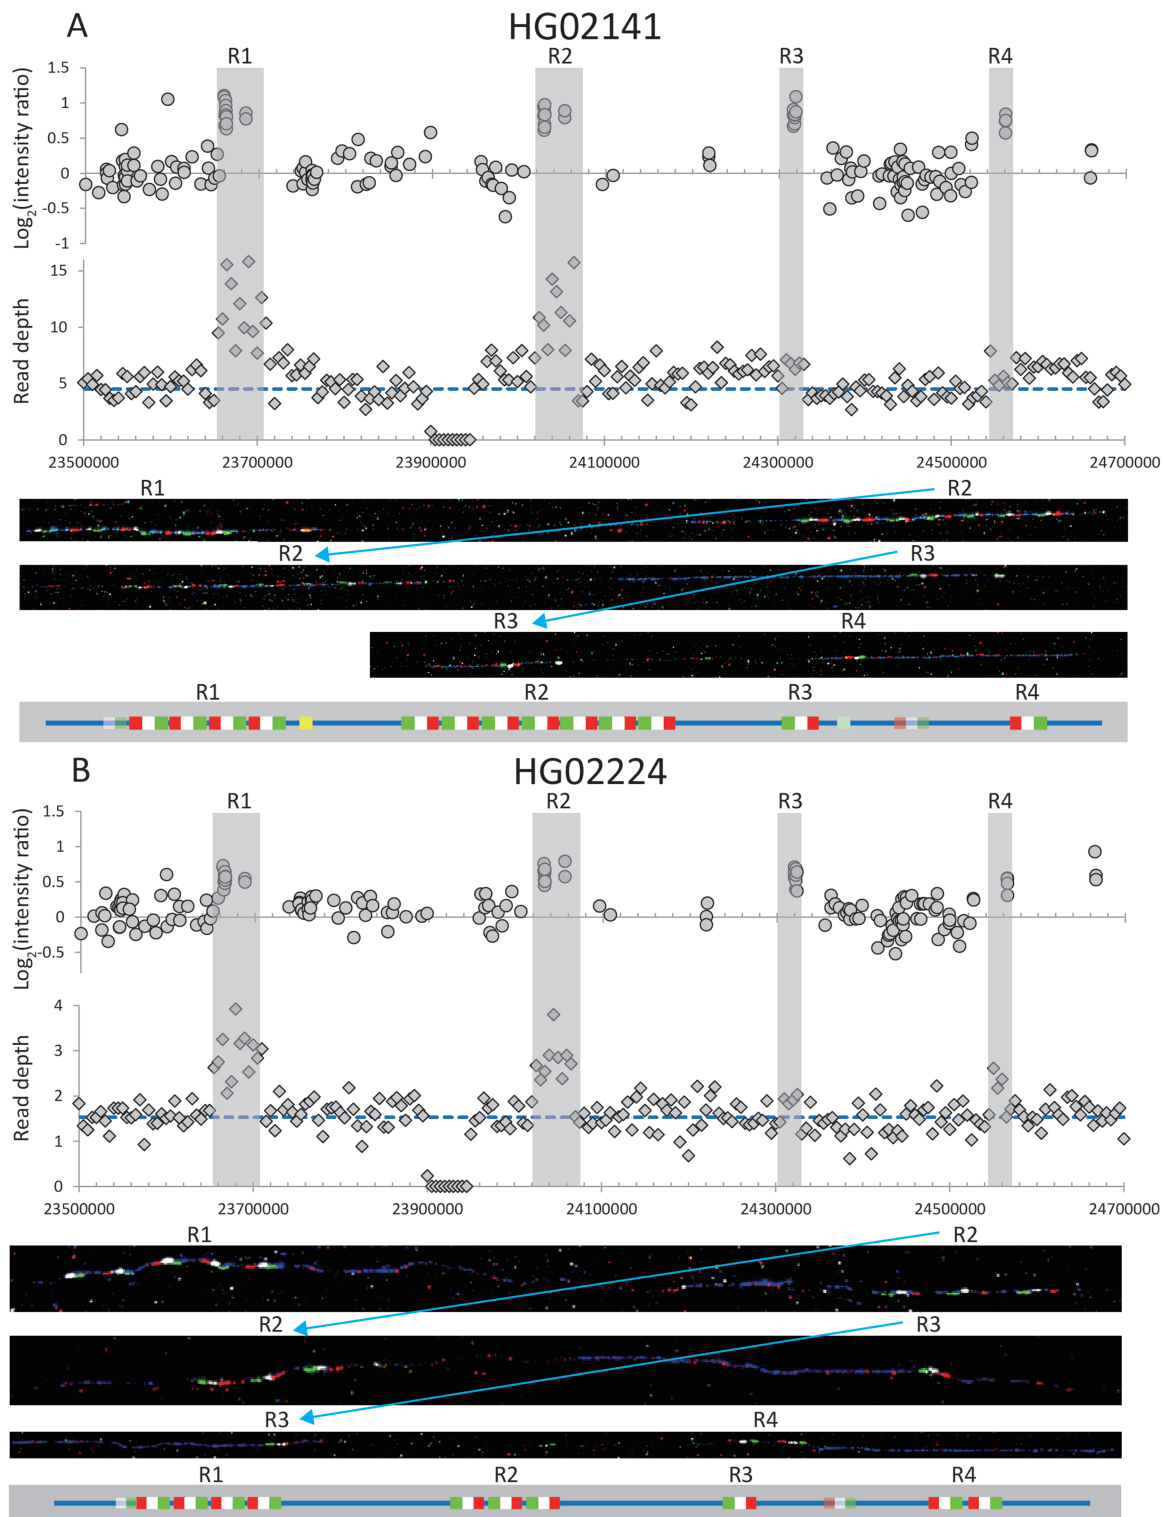 A
HG02141
R1 R2 R3 R4
Log2(intensity ratio)
1.5
1
0.5
0
-0.5
-1
Read depth
15
10
5
0
23500000 23700000 23900000 24100000 24300000 24500000 24700000
R1 R2
R2 R3
R3 R4
R1 R2 R3 R4
B
HG02224
R1 R2 R3 R4
Log2(intensity ratio)
1.5
1
0.5
0
-0.5
Read depth
4
3
2
1
0
23500000 23700000 23900000 24100000 24300000 24500000 24700000
R1 R2
R2 R3
R3 R4
R1 R2 R3 R4